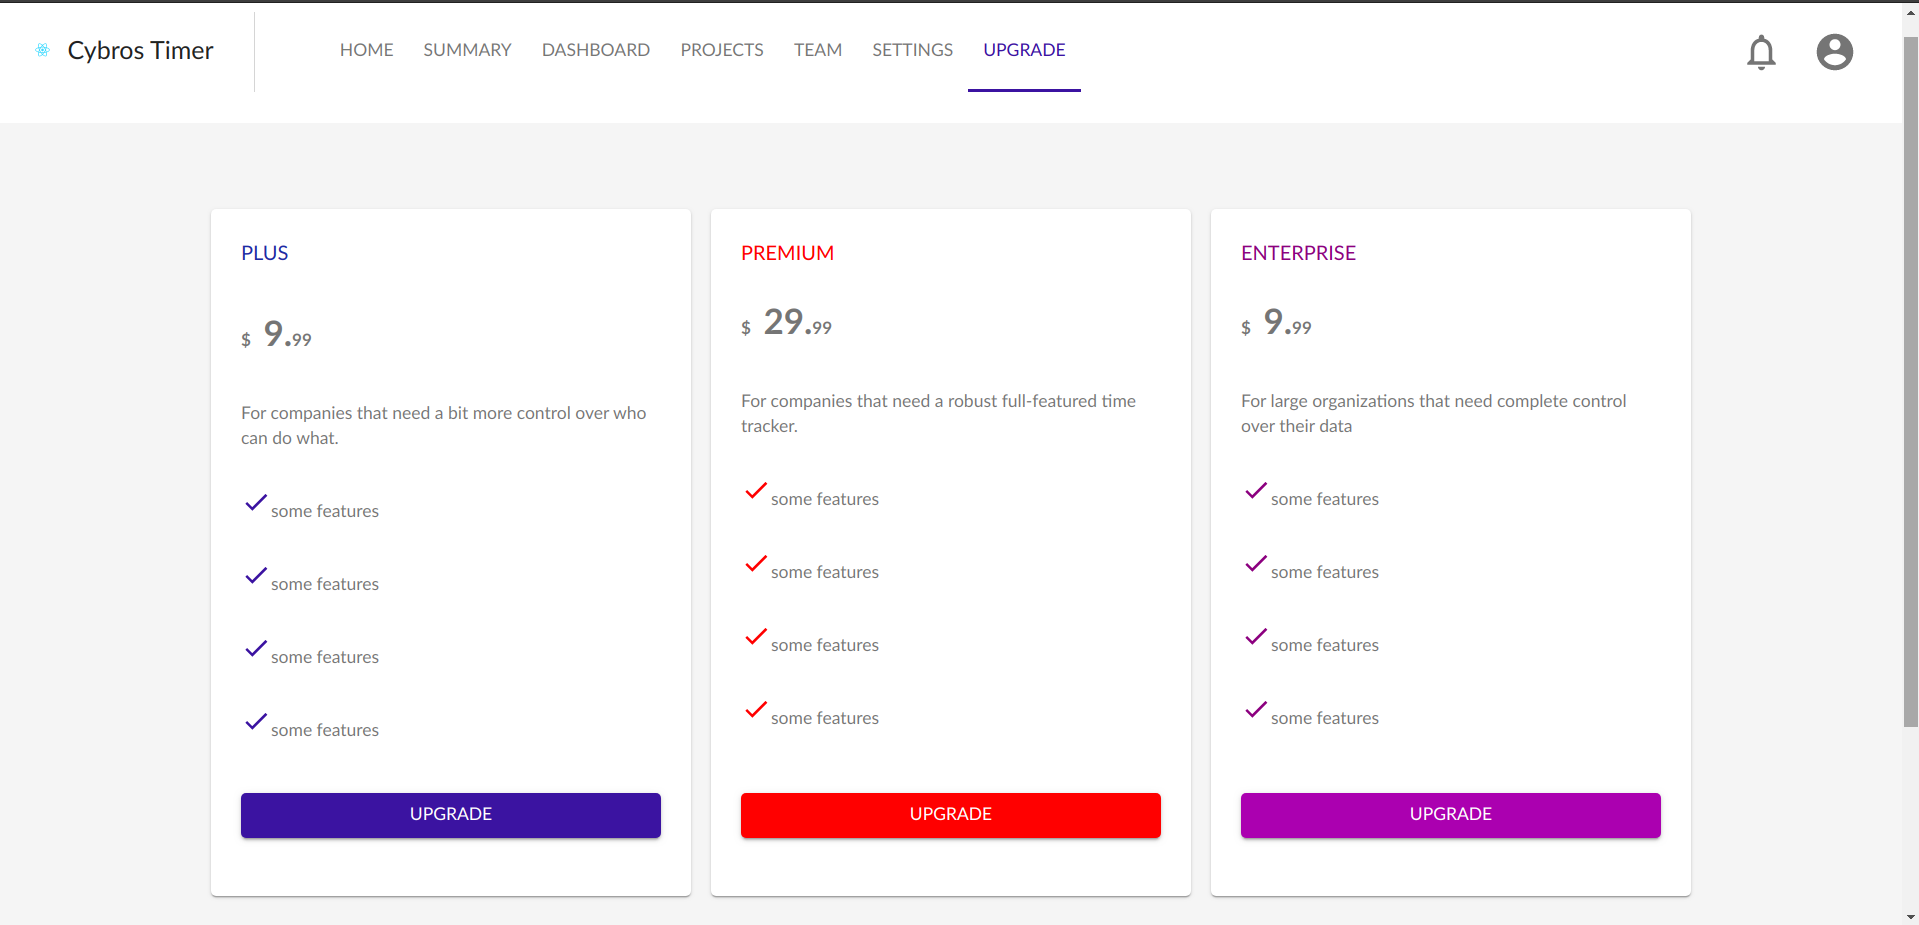 Cybros Timer
HOME SUMMARY DASHBOARD PROJECTS TEAM SETTINGS UPGRADE
PLUS
$ 9.99
For companies that need a bit more control over who
can do what.
some features
some features
some features
some features
UPGRADE
PREMIUM
$ 29.99
For companies that need a robust full-featured time
tracker.
some features
some features
some features
some features
UPGRADE
ENTERPRISE
$ 9.99
For large organizations that need complete control
over their data
some features
some features
some features
some features
UPGRADE